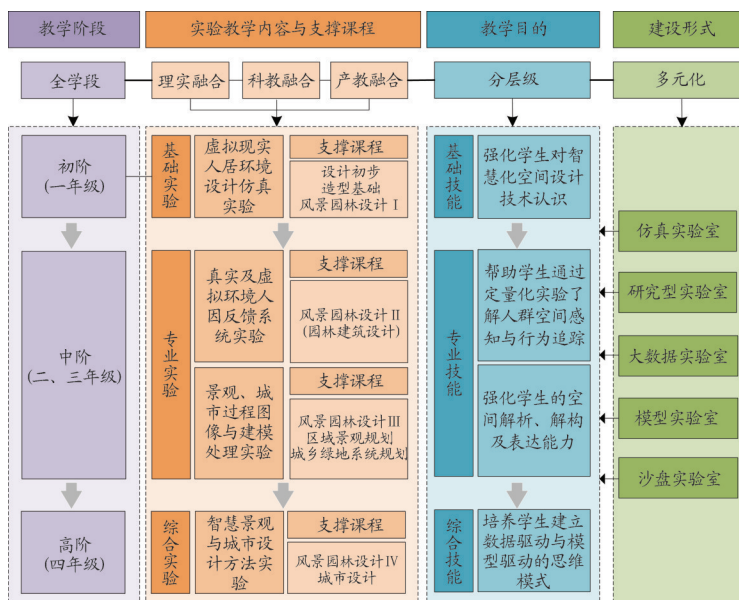 教学阶段
实验教学内容与支撑课程
教学目的
建设形式
全学段
理实融合
科教融合
产教融合
分层级
多元化
初阶
(一年级)
基础实验
虚拟现实
人居环境
设计仿真
实验
支撑课程
设计初步
造型基础
风景园林设计Ⅰ
基础技能
强化学生对智
慧化空间设计
技术认识
中阶
(二、三年级)
专业实验
真实及虚
拟环境人
因反馈系
统实验
支撑课程
风景园林设计Ⅱ
(园林建筑设计)
景观、城
市过程图
像与建模
处理实验
支撑课程
风景园林设计Ⅲ
区域景观规划
城乡绿地系统规划
专业技能
帮助学生通过
定量化实验了
解人群空间感
知与行为追踪
强化学生的空
间解析、解构
及表达能力
高阶
(四年级)
综合实验
智慧景观
与城市设
计方法实
验
支撑课程
风景园林设计Ⅳ
城市设计
综合技能
培养学生建立
数据驱动与模
型驱动的思维
模式
仿真实验室
研究型实验室
大数据实验室
模型实验室
沙盘实验室